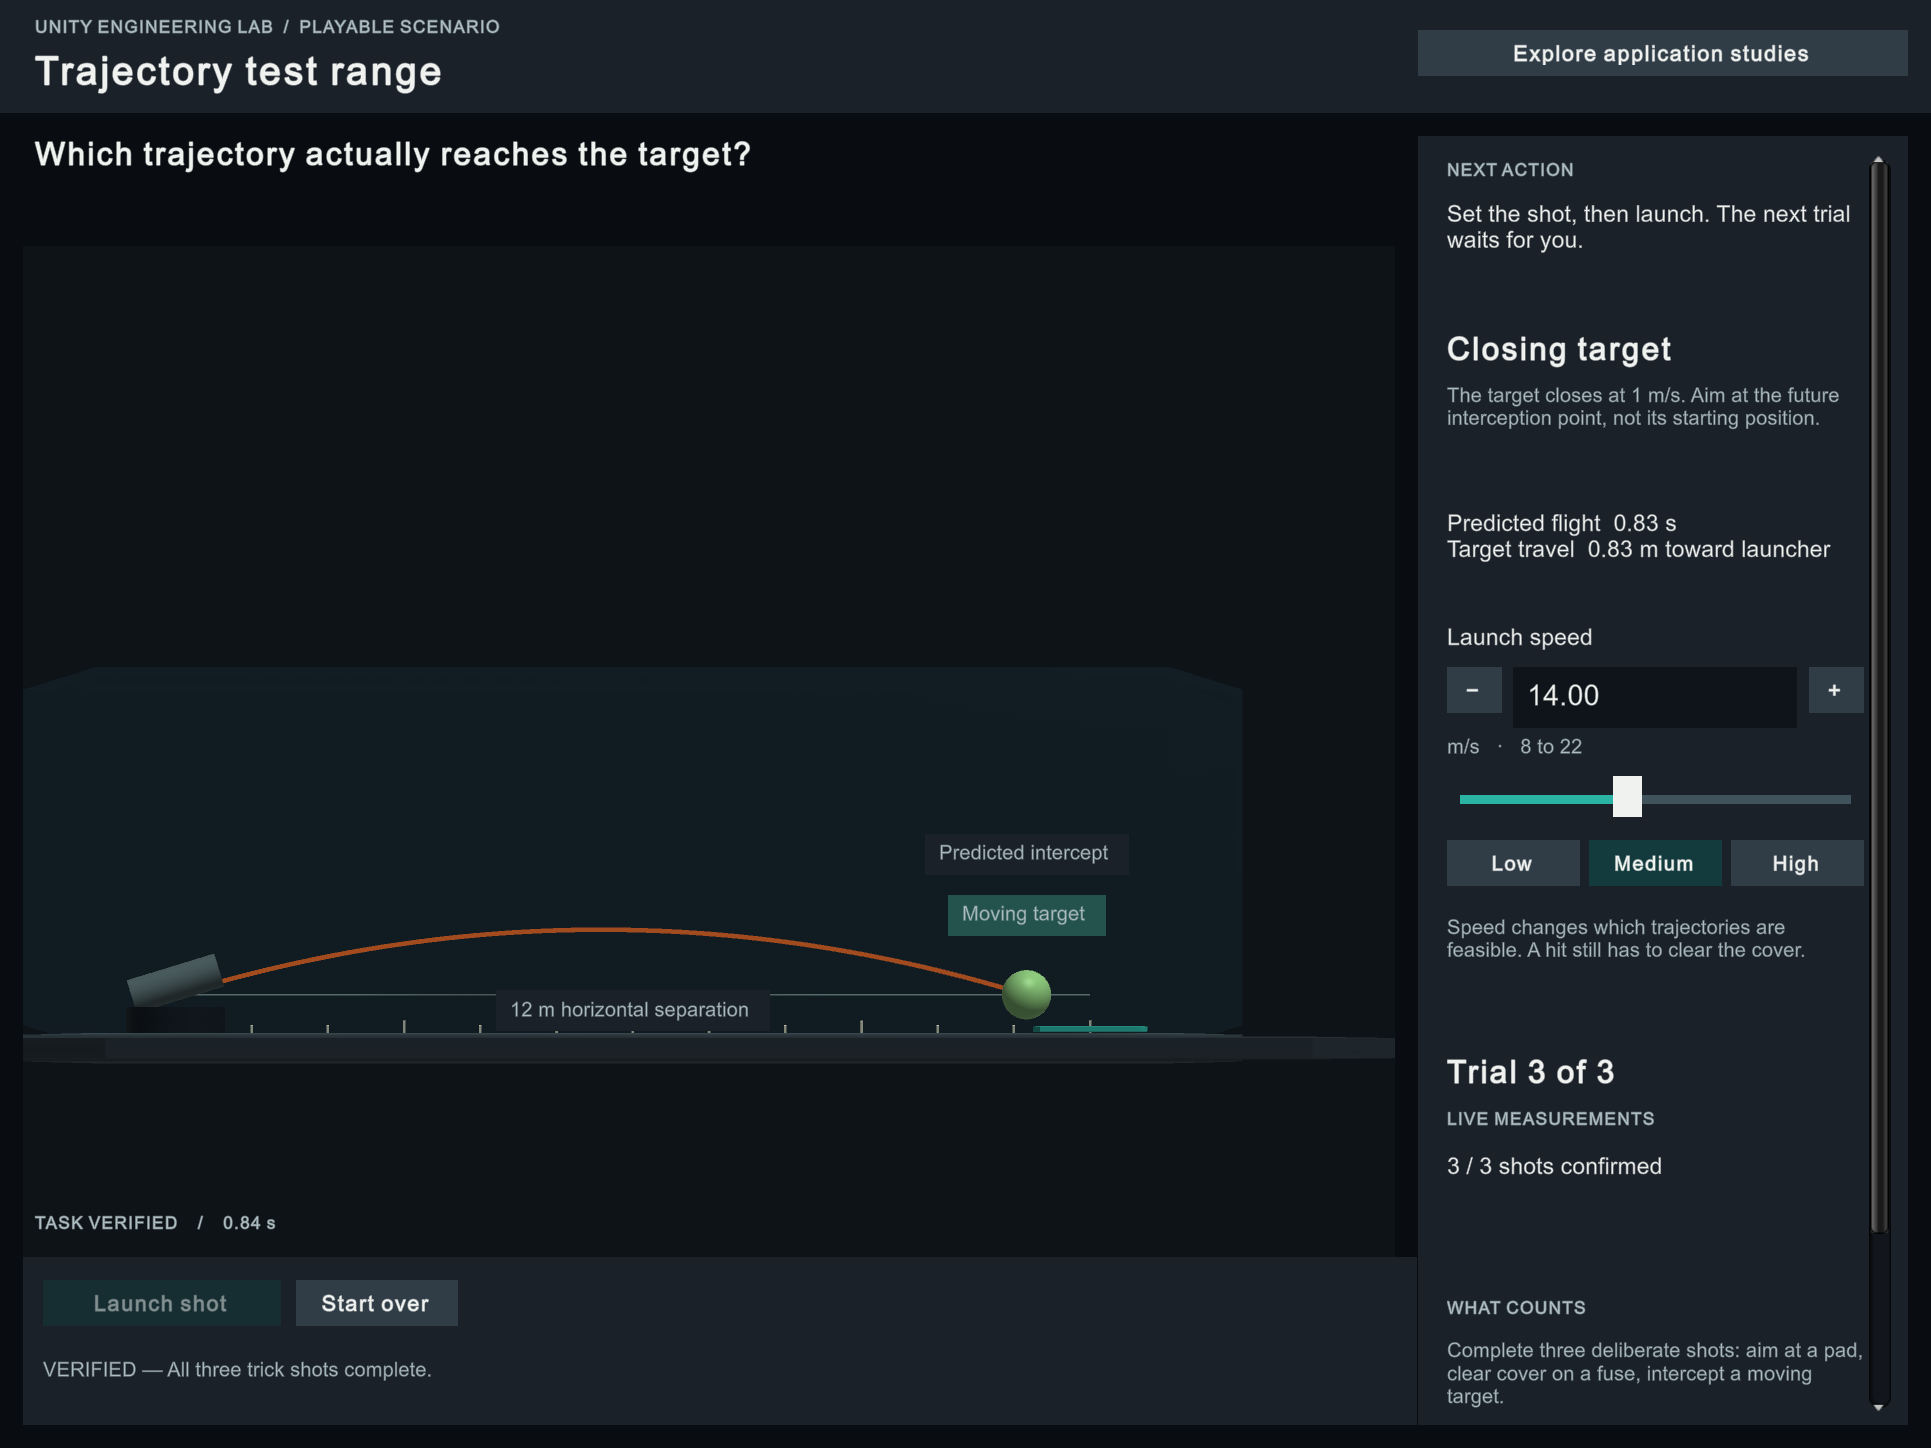 UNITY ENGINEERING LAB / PLAYABLE SCENARIO
Trajectory test range
Explore application studies
Which trajectory actually reaches the target?
Predicted intercept
Moving target
12 m horizontal separation
TASK VERIFIED / 0.84 s
Launch shot
Start over
VERIFIED — All three trick shots complete.
NEXT ACTION
Set the shot, then launch. The next trial
waits for you.
Closing target
The target closes at 1 m/s. Aim at the future
interception point, not its starting position.
Predicted flight 0.83 s
Target travel 0.83 m toward launcher
Launch speed
− 14.00 +
m/s · 8 to 22
Low Medium High
Speed changes which trajectories are
feasible. A hit still has to clear the cover.
Trial 3 of 3
LIVE MEASUREMENTS
3 / 3 shots confirmed
WHAT COUNTS
Complete three deliberate shots: aim at a pad,
clear cover on a fuse, intercept a moving
target.